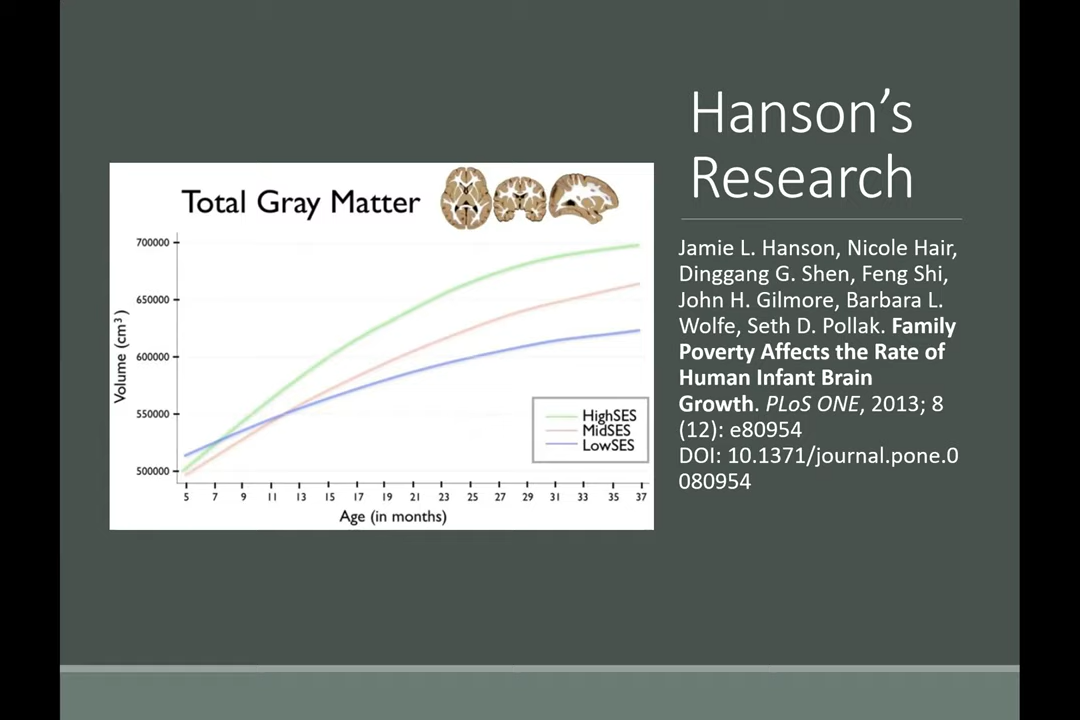 Hanson's
Research
Jamie L. Hanson, Nicole Hair,
Dinggang G. Shen, Feng Shi,
John H. Gilmore, Barbara L.
Wolfe, Seth D. Pollak. Family
Poverty Affects the Rate of
Human Infant Brain
Growth. PLoS ONE, 2013; 8
(12): e80954
DOI: 10.1371/journal.pone.0
080954
Total Gray Matter
Volume (cm³)
700000
650000
600000
550000
500000
5 7 9 11 13 15 17 19 21 23 25 27 29 31 33 35 37
Age (in months)
HighSES
MidSES
LowSES